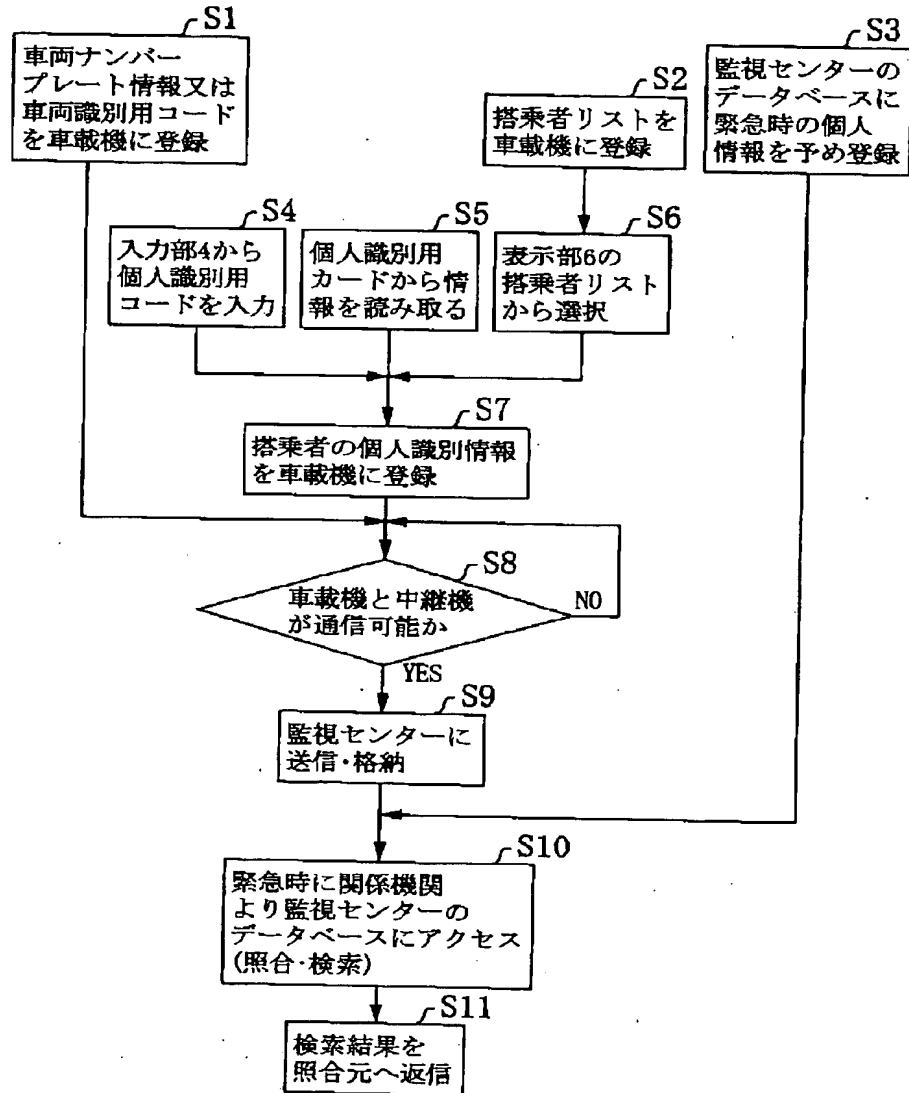 S1
車両ナンバー
プレート情報又は
車両識別用コード
を車載機に登録
S2
搭乗者リストを
車載機に登録
S3
監視センターの
データベースに
緊急時の個人
情報を予め登録
S4
入力部4から
個人識別用
コードを入力
S5
個人識別用
カードから情
報を読み取る
S6
表示部6の
搭乗者リスト
から選択
S7
搭乗者の個人識別情報
を車載機に登録
S8
車載機と中継機
が通信可能か
NO
YES
S9
監視センターに
送信・格納
S10
緊急時に関係機関
より監視センターの
データベースにアクセス
(照合・検索)
S11
検索結果を
照合元へ返信